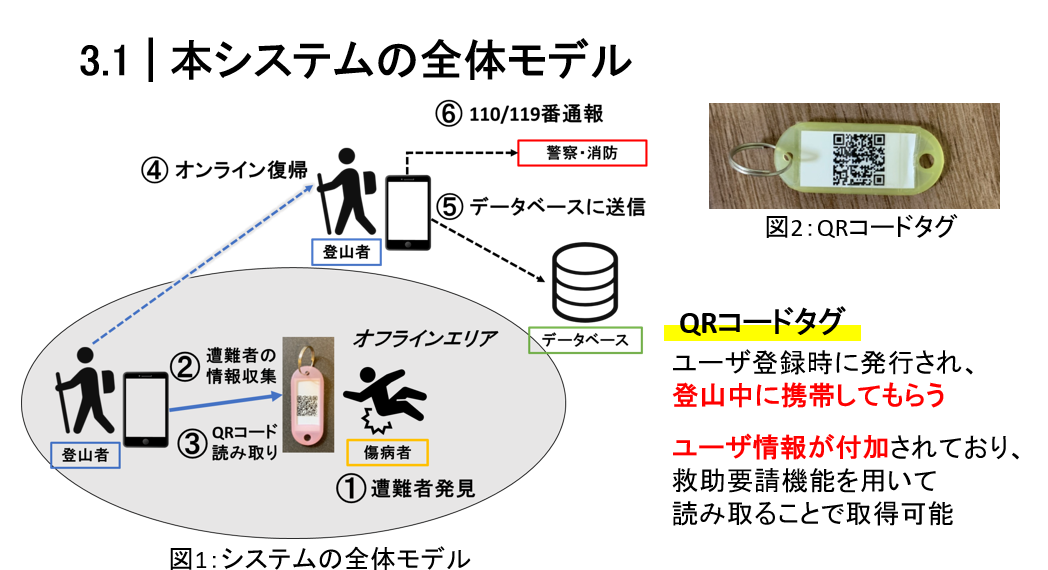 3.1 | 本システムの全体モデル
⑥ 110/119番通報
警察・消防
④ オンライン復帰
⑤ データベースに送信
登山者
データベース
オフラインエリア
② 遭難者の
情報収集
③ QRコード
読み取り
登山者
傷病者
① 遭難者発見
図1:システムの全体モデル
図2:QRコードタグ
QRコードタグ
ユーザ登録時に発行され、
登山中に携帯してもらう
ユーザ情報が付加されており、
救助要請機能を用いて
読み取ることで取得可能